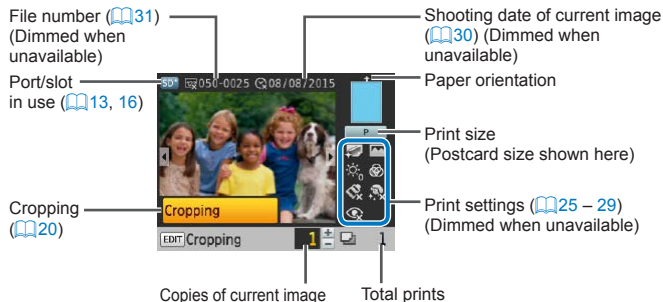 File number (31)
(Dimmed when
unavailable)
Shooting date of current image
(30) (Dimmed when
unavailable)
Port/slot
in use (13, 16)
SD 050-0025 08/08/2015
Paper orientation
P
Print size
(Postcard size shown here)
Cropping
(20)
Cropping
Print settings (25 – 29)
(Dimmed when unavailable)
EDIT Cropping 1 + - 1
Copies of current image
Total prints